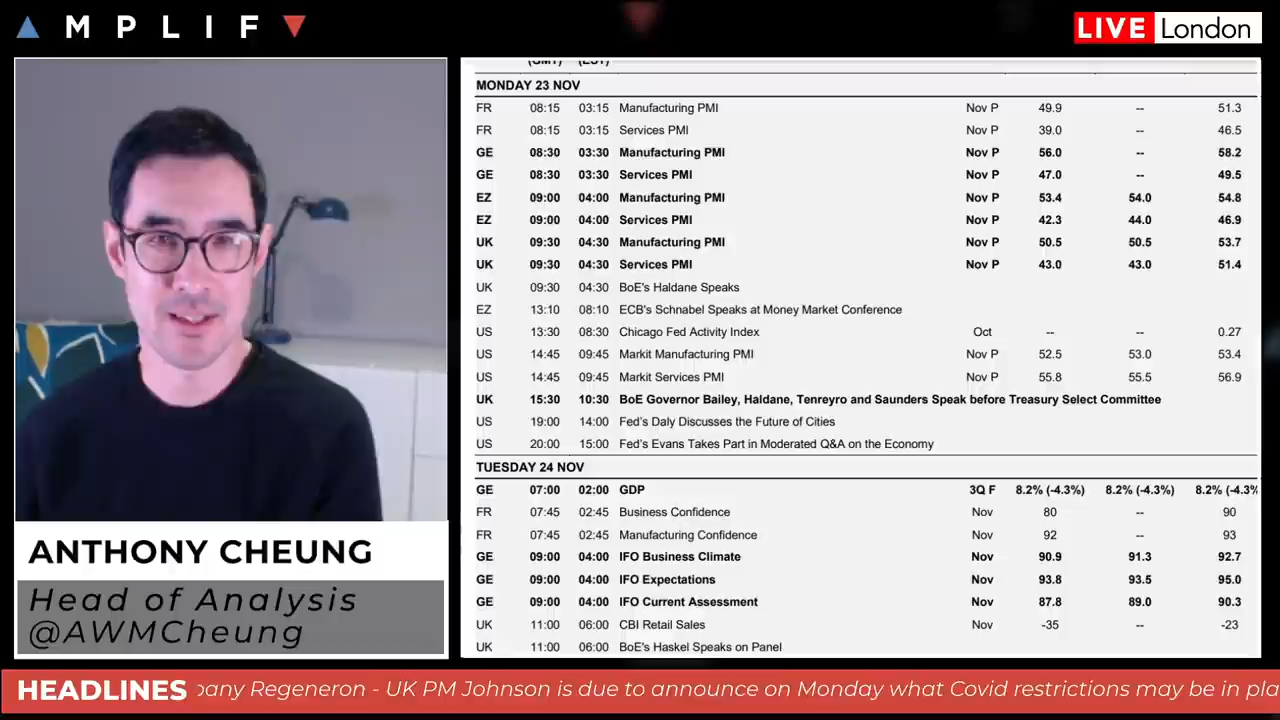 AMPLIFY
LIVE London
(GMT) (EST)
MONDAY 23 NOV
FR 08:15 03:15 Manufacturing PMI Nov P 49.9 -- 51.3
FR 08:15 03:15 Services PMI Nov P 39.0 -- 46.5
GE 08:30 03:30 Manufacturing PMI Nov P 56.0 -- 58.2
GE 08:30 03:30 Services PMI Nov P 47.0 -- 49.5
EZ 09:00 04:00 Manufacturing PMI Nov P 53.4 54.0 54.8
EZ 09:00 04:00 Services PMI Nov P 42.3 44.0 46.9
UK 09:30 04:30 Manufacturing PMI Nov P 50.5 50.5 53.7
UK 09:30 04:30 Services PMI Nov P 43.0 43.0 51.4
UK 09:30 04:30 BoE's Haldane Speaks
EZ 13:10 08:10 ECB's Schnabel Speaks at Money Market Conference
US 13:30 08:30 Chicago Fed Activity Index Oct -- -- 0.27
US 14:45 09:45 Markit Manufacturing PMI Nov P 52.5 53.0 53.4
US 14:45 09:45 Markit Services PMI Nov P 55.8 55.5 56.9
UK 15:30 10:30 BoE Governor Bailey, Haldane, Tenreyro and Saunders Speak before Treasury Select Committee
US 19:00 14:00 Fed's Daly Discusses the Future of Cities
US 20:00 15:00 Fed's Evans Takes Part in Moderated Q&A on the Economy
TUESDAY 24 NOV
GE 07:00 02:00 GDP 3Q F 8.2% (-4.3%) 8.2% (-4.3%) 8.2% (-4.3%
FR 07:45 02:45 Business Confidence Nov 80 -- 90
FR 07:45 02:45 Manufacturing Confidence Nov 92 -- 93
GE 09:00 04:00 IFO Business Climate Nov 90.9 91.3 92.7
GE 09:00 04:00 IFO Expectations Nov 93.8 93.5 95.0
GE 09:00 04:00 IFO Current Assessment Nov 87.8 89.0 90.3
UK 11:00 06:00 CBI Retail Sales Nov -35 -- -23
UK 11:00 06:00 BoE's Haskel Speaks on Panel
ANTHONY CHEUNG
Head of Analysis
@AWMCheung
HEADLINES pany Regeneron - UK PM Johnson is due to announce on Monday what Covid restrictions may be in pla